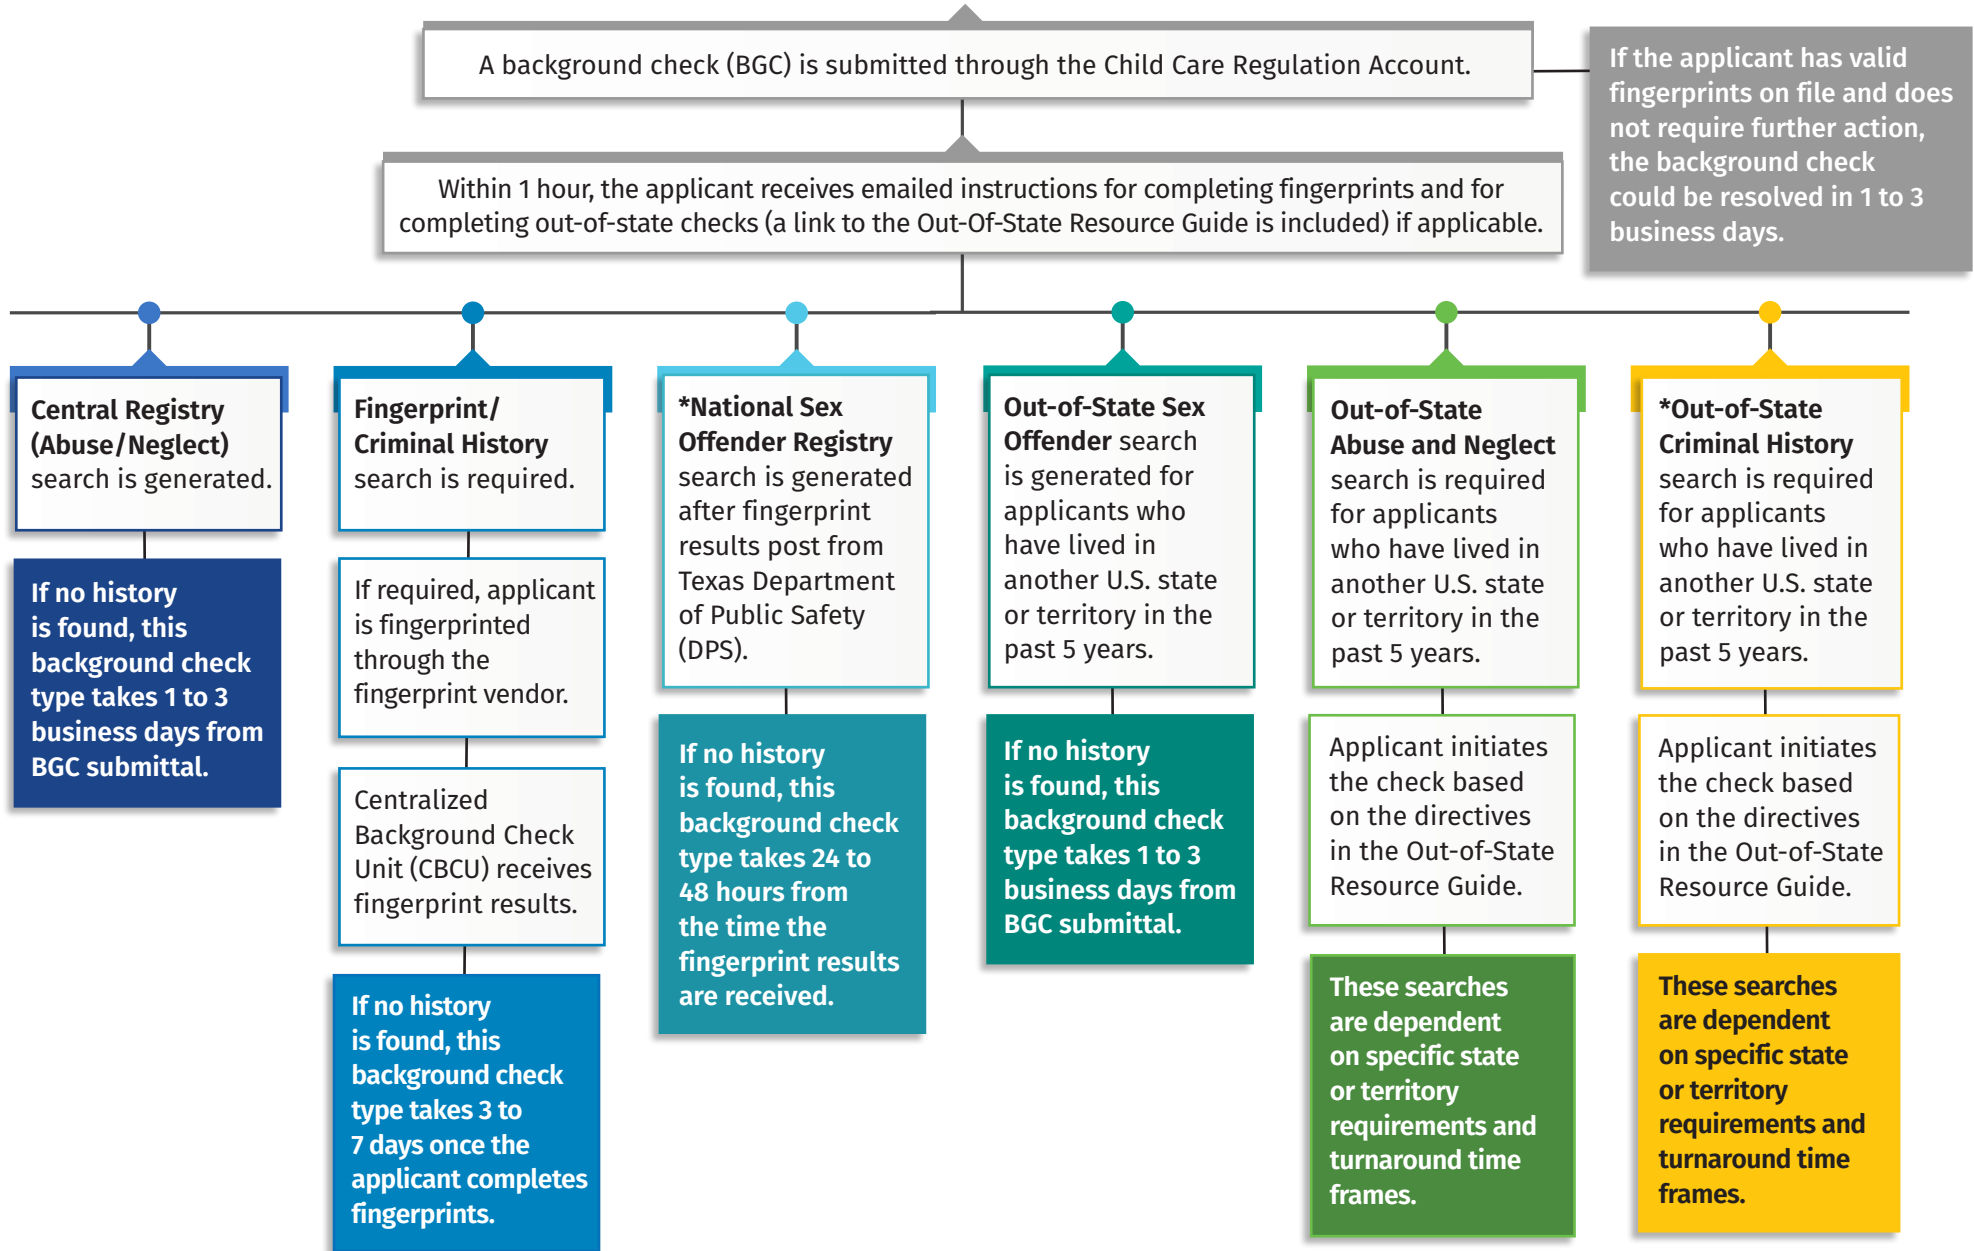 A background check (BGC) is submitted through the Child Care Regulation Account.
If the applicant has valid
fingerprints on file and does
not require further action,
the background check
could be resolved in 1 to 3
business days.
Within 1 hour, the applicant receives emailed instructions for completing fingerprints and for
completing out-of-state checks (a link to the Out-Of-State Resource Guide is included) if applicable.
Central Registry
(Abuse/Neglect)
search is generated.
If no history
is found, this
background check
type takes 1 to 3
business days from
BGC submittal.
Fingerprint/
Criminal History
search is required.
If required, applicant
is fingerprinted
through the
fingerprint vendor.
Centralized
Background Check
Unit (CBCU) receives
fingerprint results.
If no history
is found, this
background check
type takes 3 to
7 days once the
applicant completes
fingerprints.
*National Sex
Offender Registry
search is generated
after fingerprint
results post from
Texas Department
of Public Safety
(DPS).
If no history
is found, this
background check
type takes 24 to
48 hours from
the time the
fingerprint results
are received.
Out-of-State Sex
Offender search
is generated for
applicants who
have lived in
another U.S. state
or territory in the
past 5 years.
If no history
is found, this
background check
type takes 1 to 3
business days from
BGC submittal.
Out-of-State
Abuse and Neglect
search is required
for applicants
who have lived in
another U.S. state
or territory in the
past 5 years.
Applicant initiates
the check based
on the directives
in the Out-of-State
Resource Guide.
These searches
are dependent
on specific state
or territory
requirements and
turnaround time
frames.
*Out-of-State
Criminal History
search is required
for applicants
who have lived in
another U.S. state
or territory in the
past 5 years.
Applicant initiates
the check based
on the directives
in the Out-of-State
Resource Guide.
These searches
are dependent
on specific state
or territory
requirements and
turnaround time
frames.